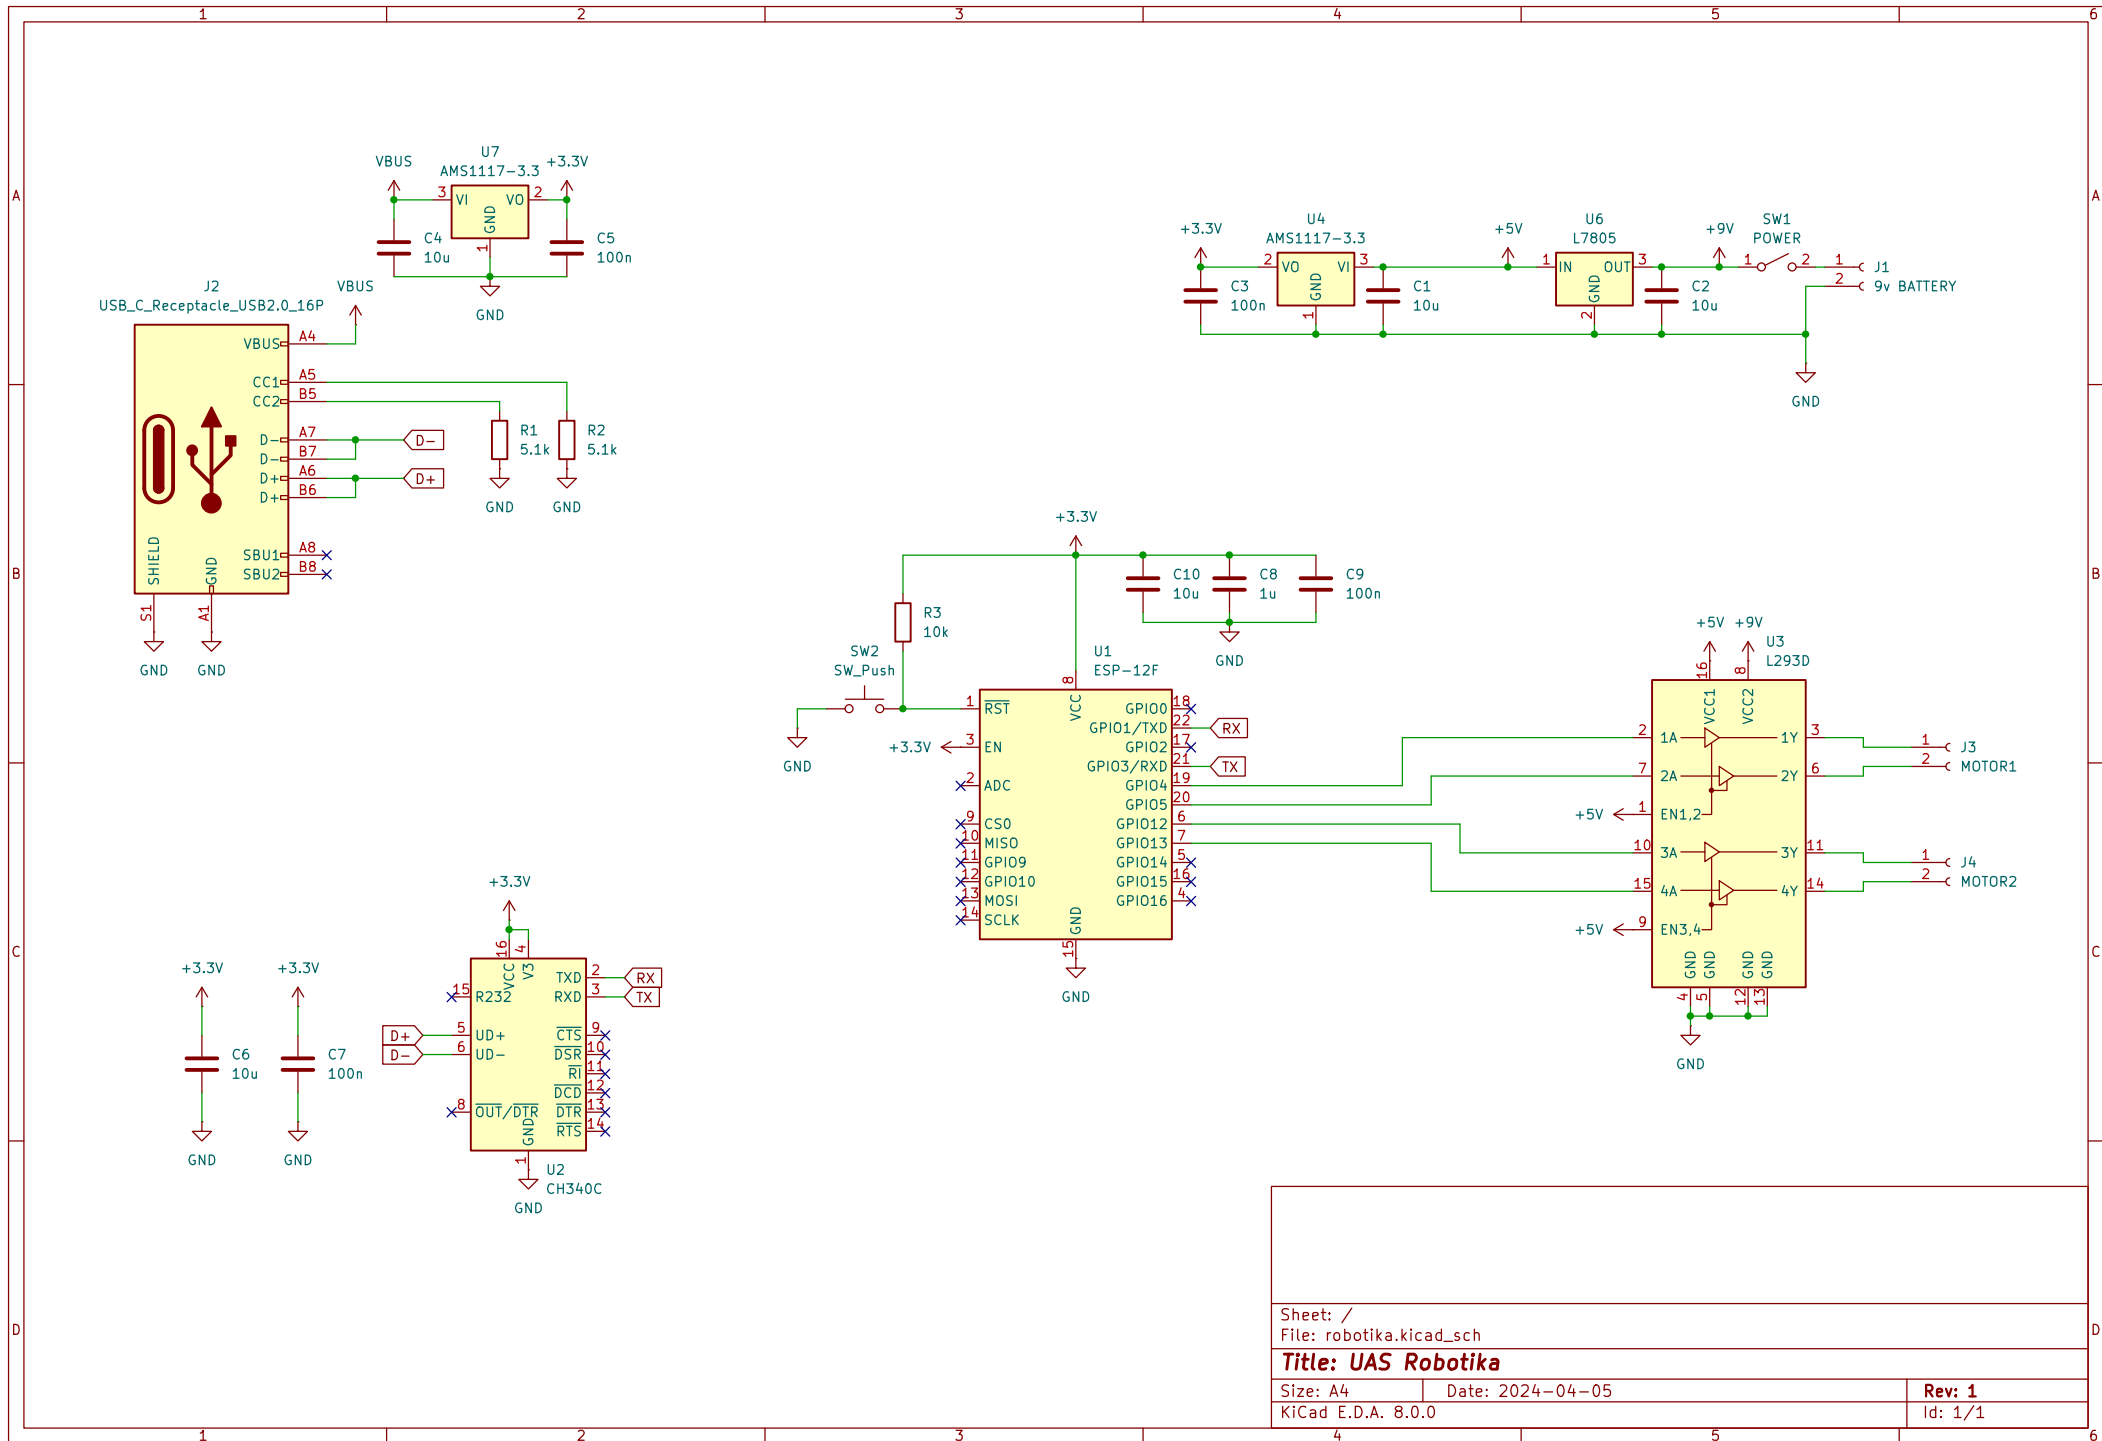 1 2 3 4 5 6
A
B
C
D
A
B
C
D
1 2 3 4 5 6
U7
AMS1117-3.3
VBUS
+3.3V
3 VI VO 2
GND
1
C4
10u
C5
100n
GND
J2
USB_C_Receptacle_USB2.0_16P
VBUS
VBUS A4
CC1 A5
CC2 B5
D- A7
D- B7
D+ A6
D+ B6
SBU1 A8
SBU2 B8
SHIELD
GND
S1
A1
GND
GND
D-
D+
R1
5.1k
R2
5.1k
GND
GND
+3.3V
U4
AMS1117-3.3
2 VO VI 3
GND
1
C3
100n
C1
10u
+5V
U6
L7805
1 IN OUT 3
GND
2
C2
10u
+9V
SW1
POWER
1 2
1 J1
2 9v BATTERY
GND
+3.3V
R3
10k
C10
10u
C8
1u
C9
100n
GND
SW2
SW_Push
GND
U1
ESP-12F
8
VCC
1 RST
+3.3V
3 EN
2 ADC
9 CS0
10 MISO
11 GPIO9
12 GPIO10
13 MOSI
14 SCLK
GPIO0 18
GPIO1/TXD 22
RX
GPIO2 17
GPIO3/RXD 21
TX
GPIO4 19
GPIO5 20
GPIO12 6
GPIO13 7
GPIO14 5
GPIO15 16
GPIO16 4
GND
15
GND
+5V +9V
U3
L293D
16
8
VCC1
VCC2
2 1A 1Y 3
7 2A 2Y 6
+5V
1 EN1,2
10 3A 3Y 11
15 4A 4Y 14
+5V
9 EN3,4
GND GND GND GND
4 5 12 13
GND
1 J3
2 MOTOR1
1 J4
2 MOTOR2
+3.3V
16 4
VCC V3
15 R232
D+
5 UD+
D-
6 UD-
8 OUT/DTR
TXD 2
RX
RXD 3
TX
CTS 9
DSR 10
RI 11
DCD 12
DTR 13
RTS 14
GND
1
U2
CH340C
GND
+3.3V
C6
10u
GND
+3.3V
C7
100n
GND
Sheet: /
File: robotika.kicad_sch
Title: UAS Robotika
Size: A4 Date: 2024-04-05 Rev: 1
KiCad E.D.A. 8.0.0 Id: 1/1